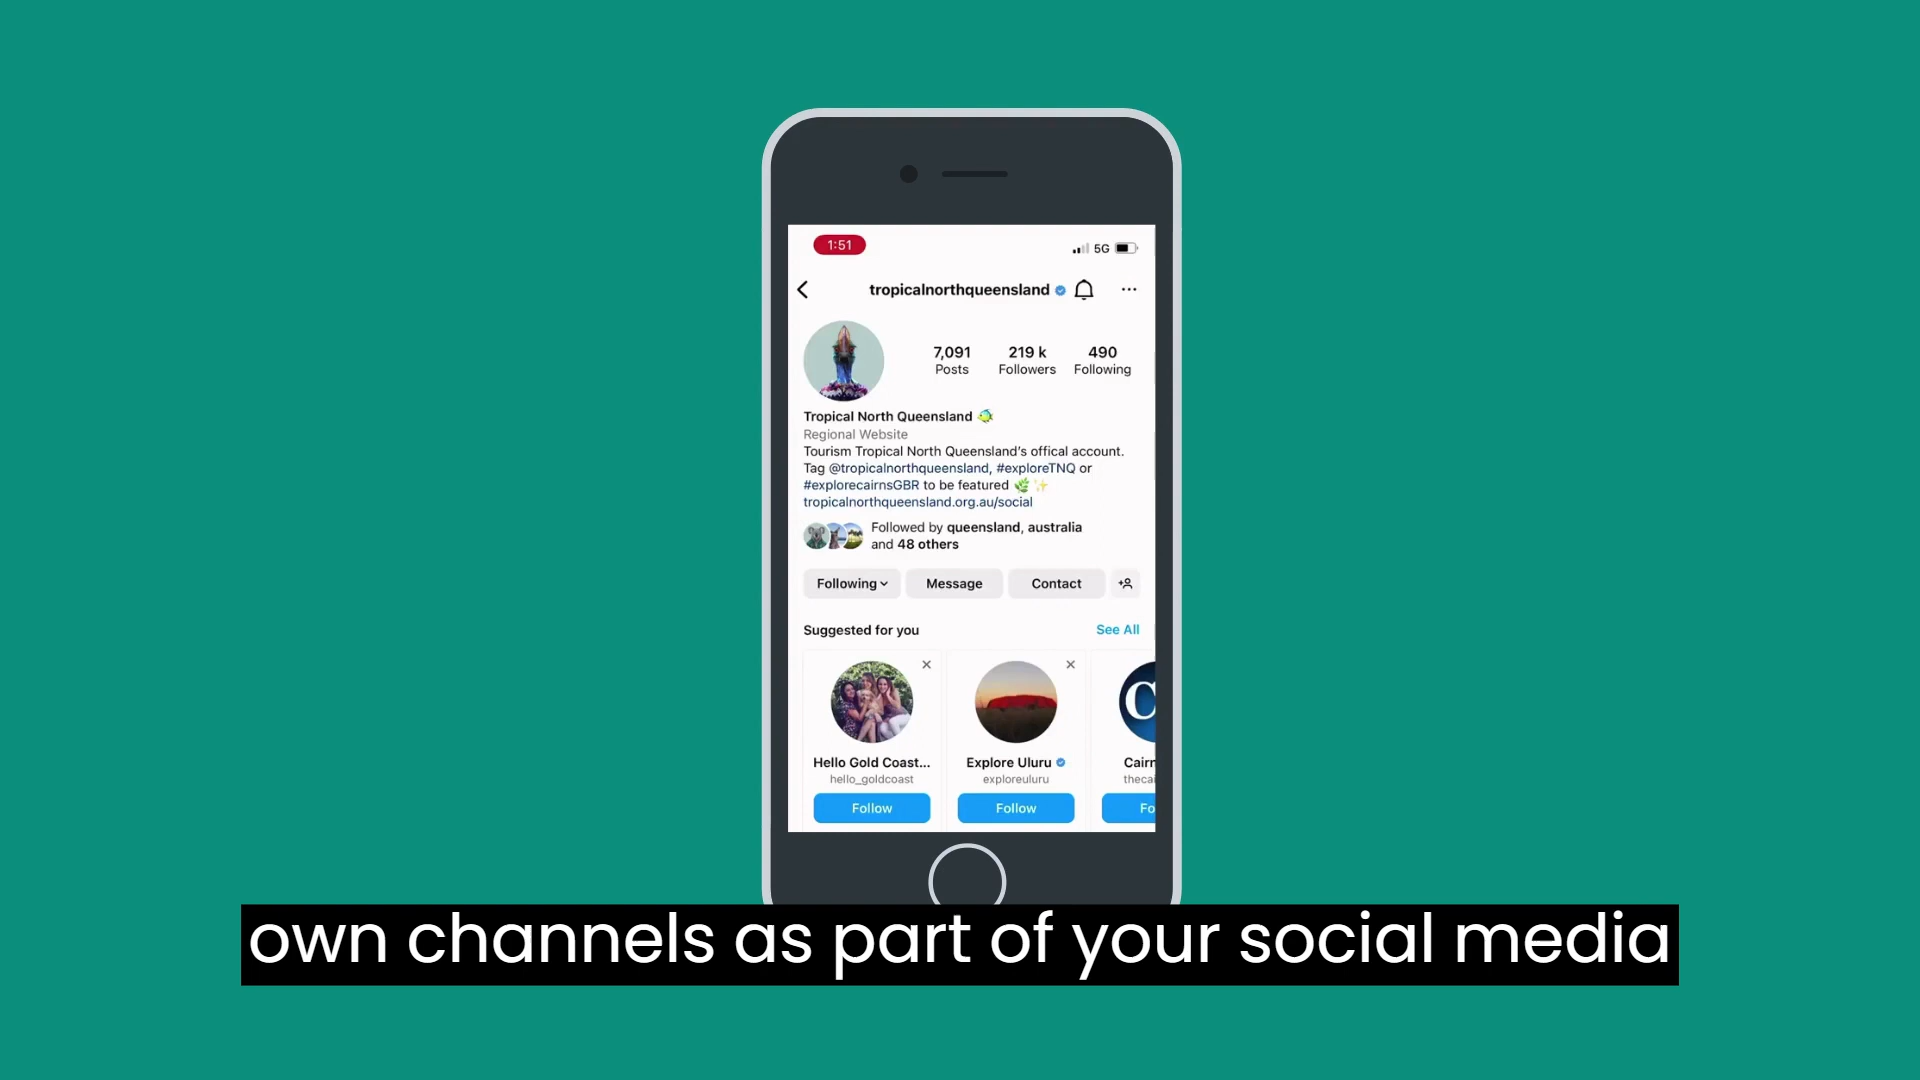 1:51
5G
tropicalnorthqueensland
7,091
Posts
219 k
Followers
490
Following
Tropical North Queensland
Regional Website
Tourism Tropical North Queensland's offical account.
Tag @tropicalnorthqueensland, #exploreTNQ or
#explorecairnsGBR to be featured
tropicalnorthqueensland.org.au/social
Followed by queensland, australia
and 48 others
Following
Message
Contact
Suggested for you
See All
Hello Gold Coast...
hello_goldcoast
Follow
Explore Uluru
exploreuluru
Follow
C
Cairn
thecai
Fo
own channels as part of your social media